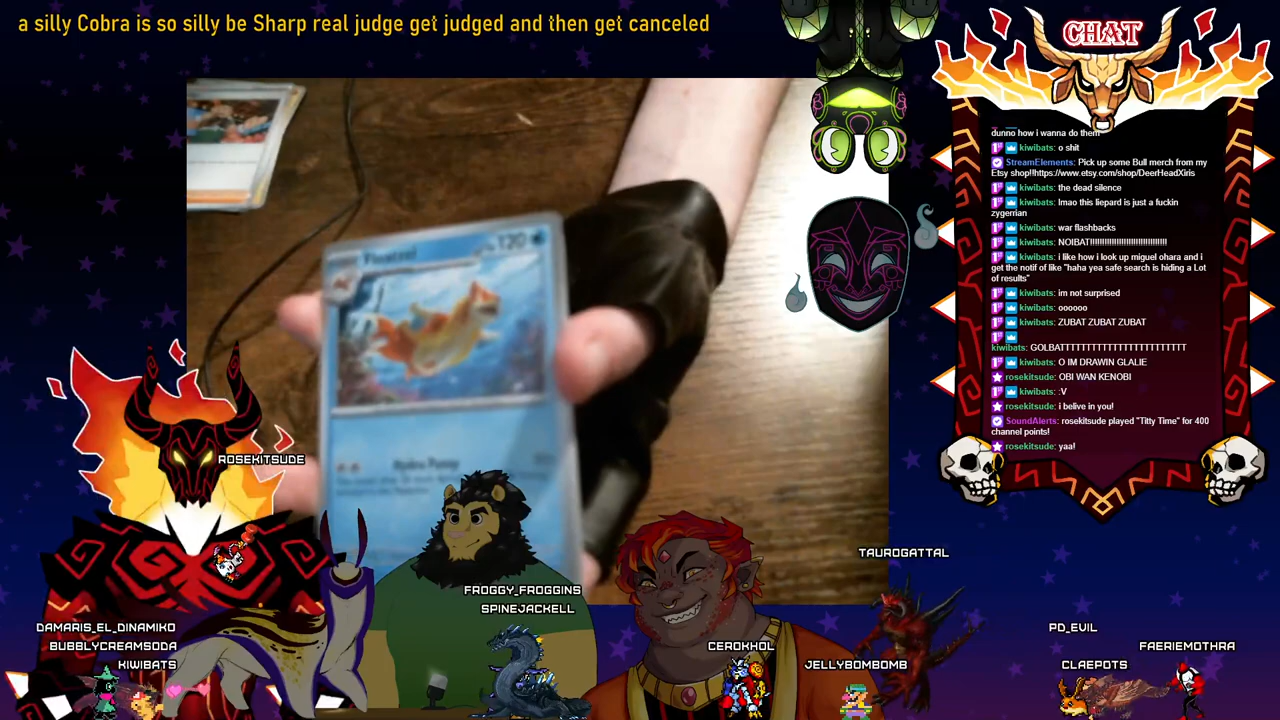 a silly Cobra is so silly be Sharp real judge get judged and then get canceled
CHAT
dunno how i wanna do them
kiwibats: o shit
StreamElements: Pick up some Bull merch from my
Etsy shop!!https://www.etsy.com/shop/DeerHeadXiris
kiwibats: the dead silence
kiwibats: lmao this liepard is just a fuckin
zygerrian
kiwibats: war flashbacks
kiwibats: NOIBAT!!!!!!!!!!!!!!!!!!!!!!!!!!!!!!!!
kiwibats: i like how i look up miguel ohara and i
get the notif of like "haha yea safe search is hiding a Lot
of results"
kiwibats: im not surprised
kiwibats: oooooo
kiwibats: ZUBAT ZUBAT ZUBAT
kiwibats: GOLBATTTTTTTTTTTTTTTTTTTTTTTT
kiwibats: O IM DRAWIN GLALIE
rosekitsude: OBI WAN KENOBI
kiwibats: :V
rosekitsude: i belive in you!
SoundAlerts: rosekitsude played "Titty Time" for 400
channel points!
rosekitsude: yaa!
Floatzel 120
Hydro Pump
ROSEKITSUDE
TAUROGATTAL
FROGGY_FROGGINS
SPINEJACKELL
DAMARIS_EL_DINAMIKO
BUBBLYCREAMSODA
KIWIBATS
CEROKHOL
JELLYBOMBOMB
PD_EVIL
FAERIEMOTHRA
CLAEPOTS